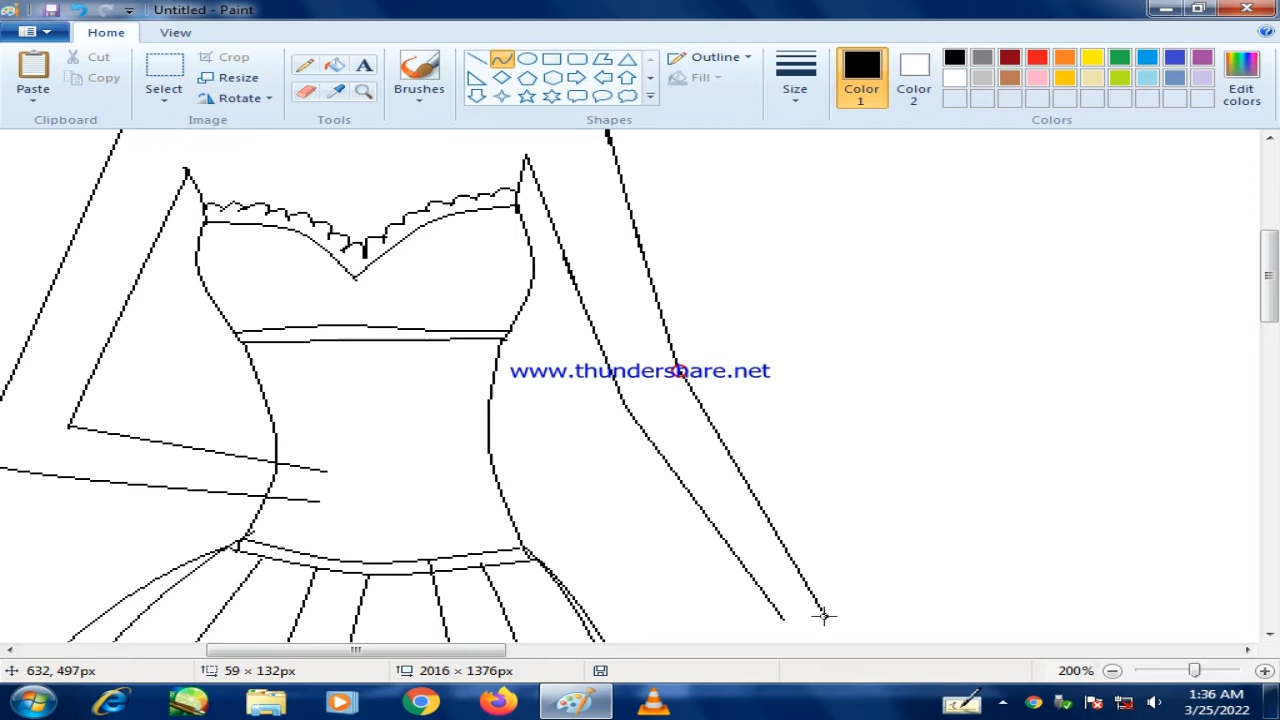 Untitled - Paint
Home
View
Cut
Crop
Outline
Copy
Resize
Fill
Paste
Select
Rotate
Brushes
Size
Color 1
Color 2
Edit colors
Clipboard
Image
Tools
Shapes
Colors
www.thundershare.net
632, 497px
59 × 132px
2016 × 1376px
200%
1:36 AM
3/25/2022